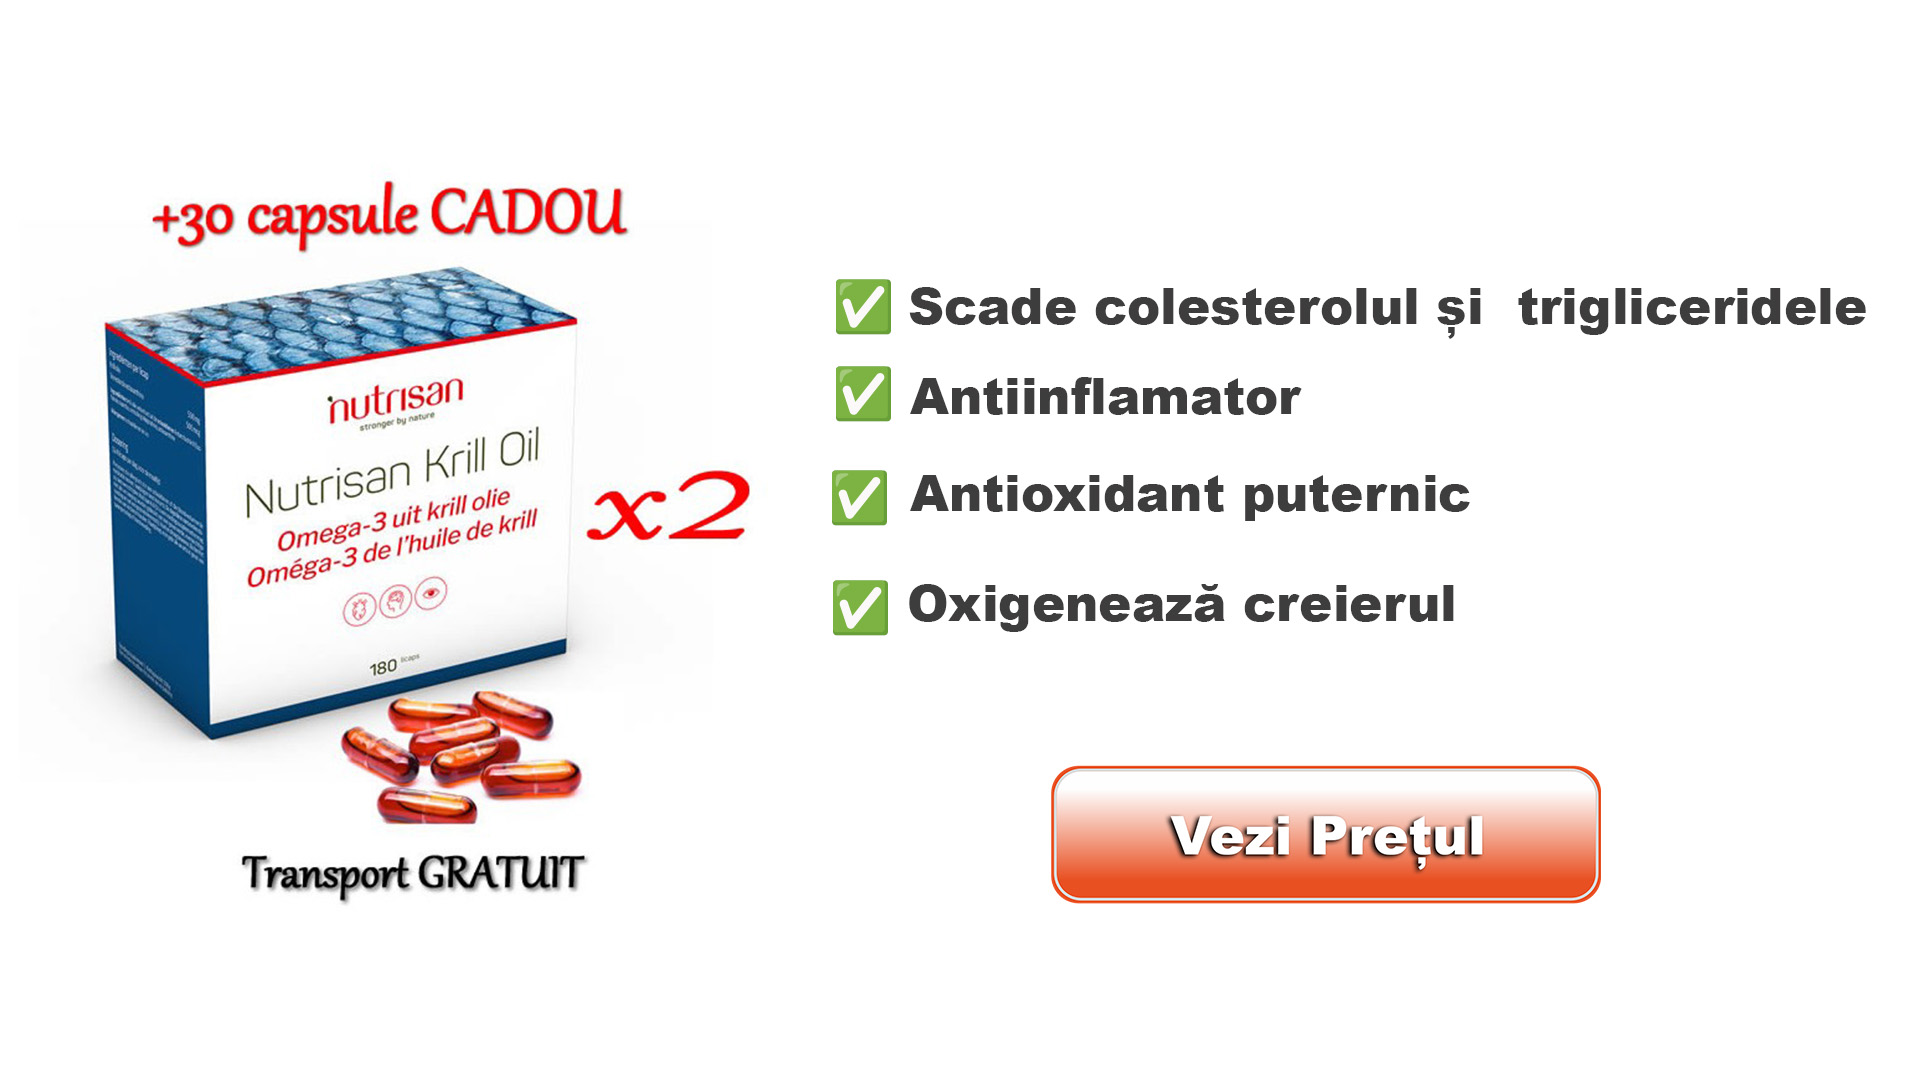 +30 capsule CADOU
nutrisan
stronger by nature
Nutrisan Krill Oil
Omega-3 uit krill olie
Oméga-3 de l'huile de krill
180 licaps
x2
Transport GRATUIT
✅ Scade colesterolul și trigliceridele
✅ Antiinflamator
✅ Antioxidant puternic
✅ Oxigenează creierul
Vezi Prețul